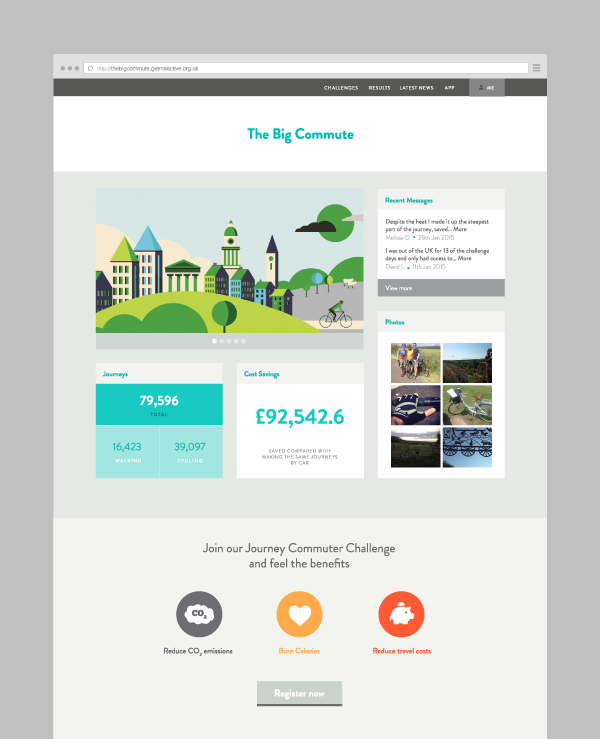 http://thebigcommute.getmeactive.org.uk
CHALLENGES RESULTS LATEST NEWS APP ME
The Big Commute
Recent Messages
Despite the heat I made it up the steepest
part of the journey, saved... More
Melissa D • 28th Jan 2015
I was out of the UK for 13 of the challenge
days and only had access to... More
David L • 11th Jan 2015
View more
Photos
Journeys
79,596
TOTAL
16,423
WALKING
39,097
CYCLING
Cost Savings
£92,542.6
SAVED COMPARED WITH
MAKING THE SAME JOURNEYS
BY CAR
Join our Journey Commuter Challenge
and feel the benefits
CO₂
Reduce CO₂ emissions
Burn Calories
Reduce travel costs
Register now